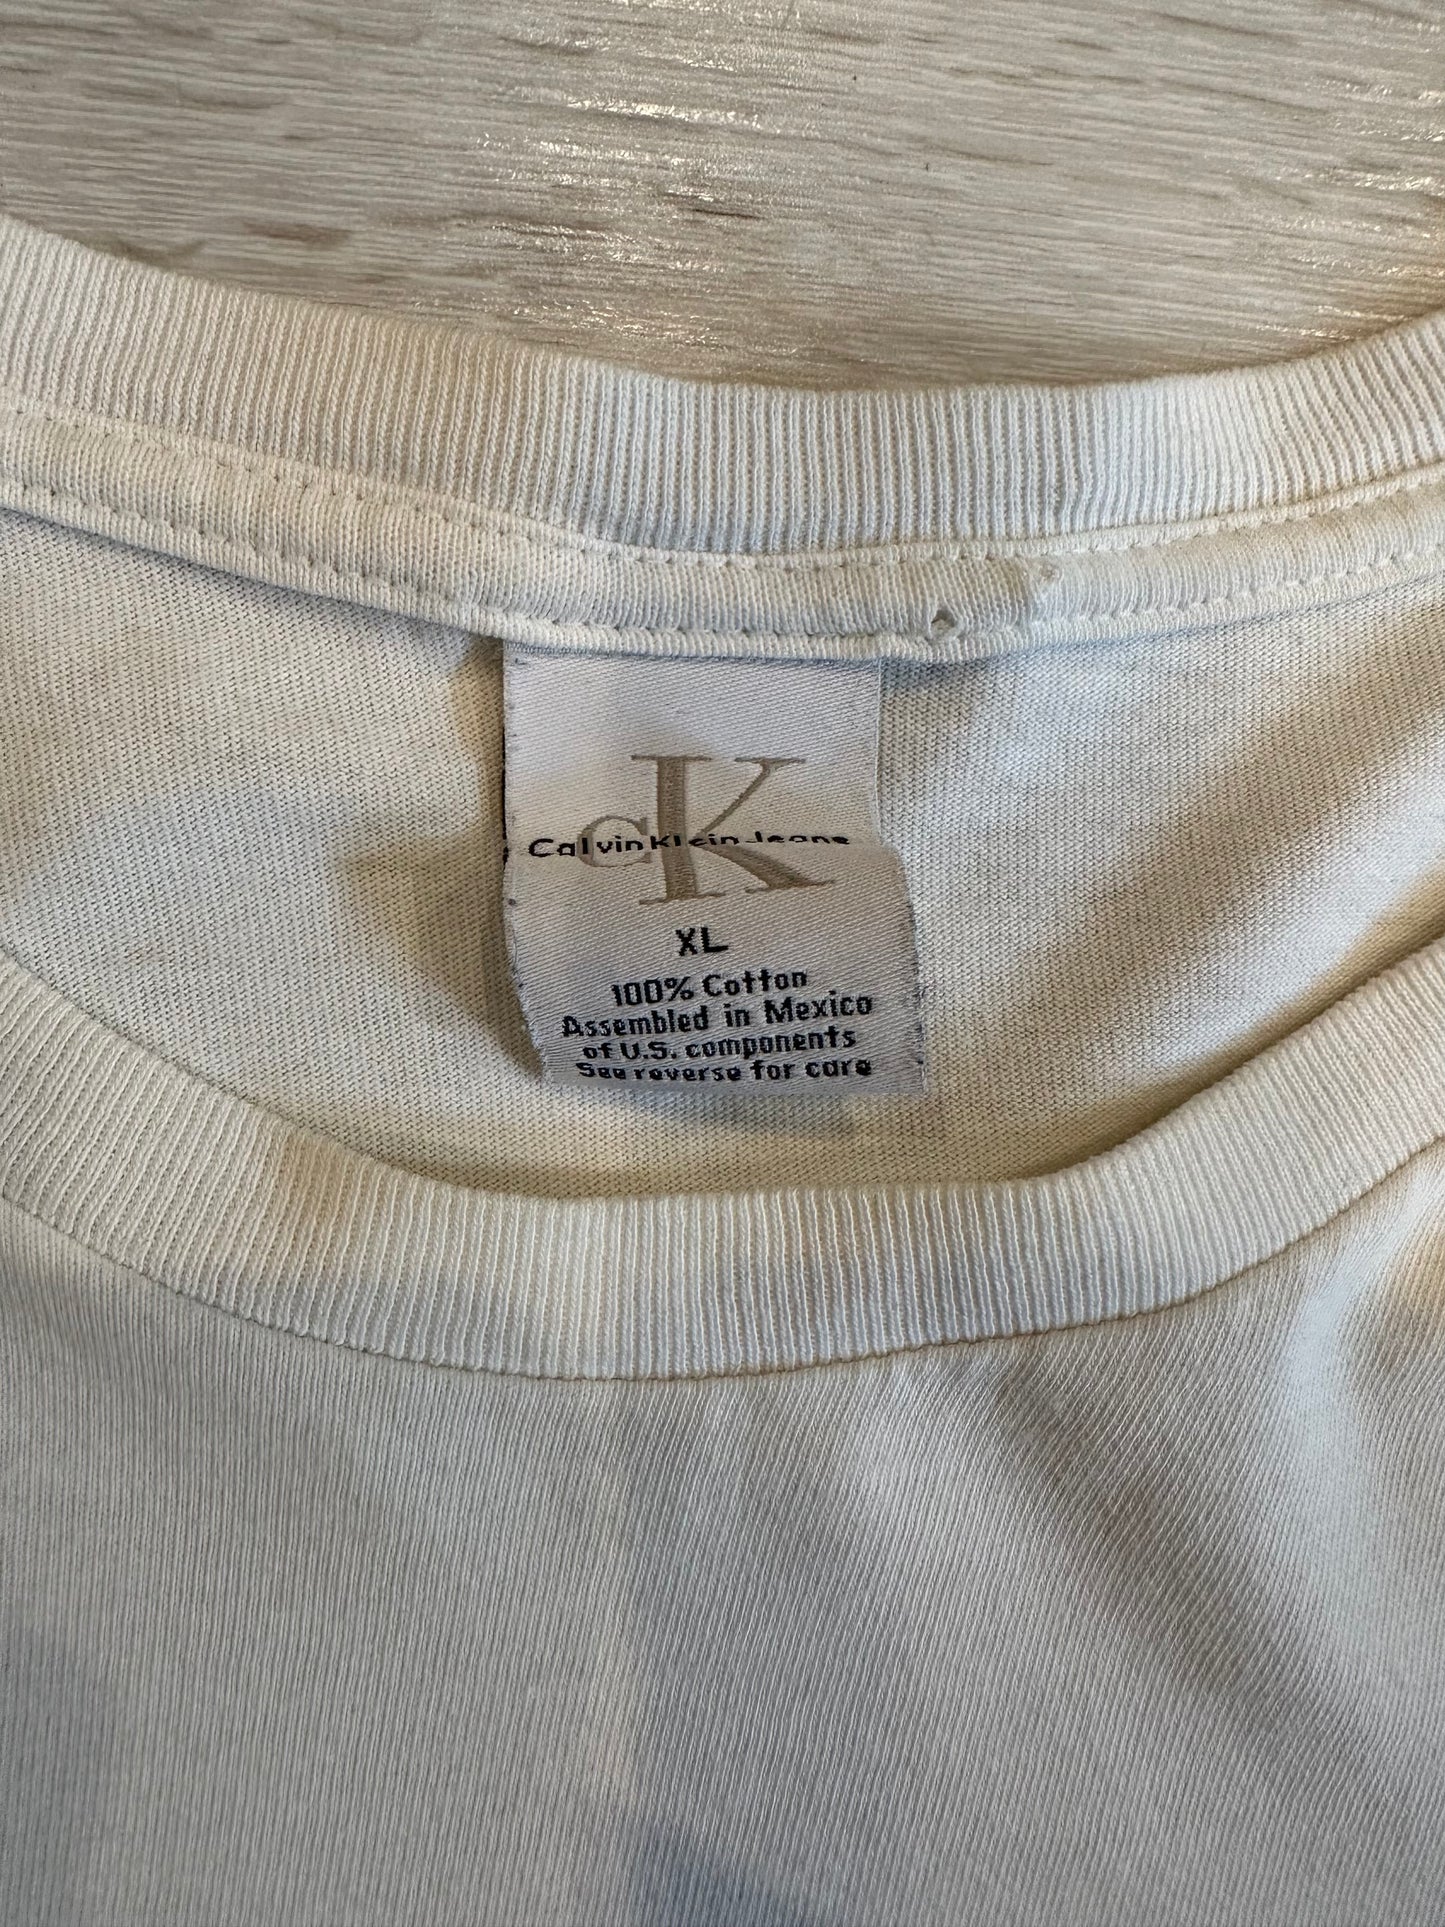 CK
Calvin Klein Jeans
XL
100% Cotton
Assembled in Mexico
of U.S. components
See reverse for care